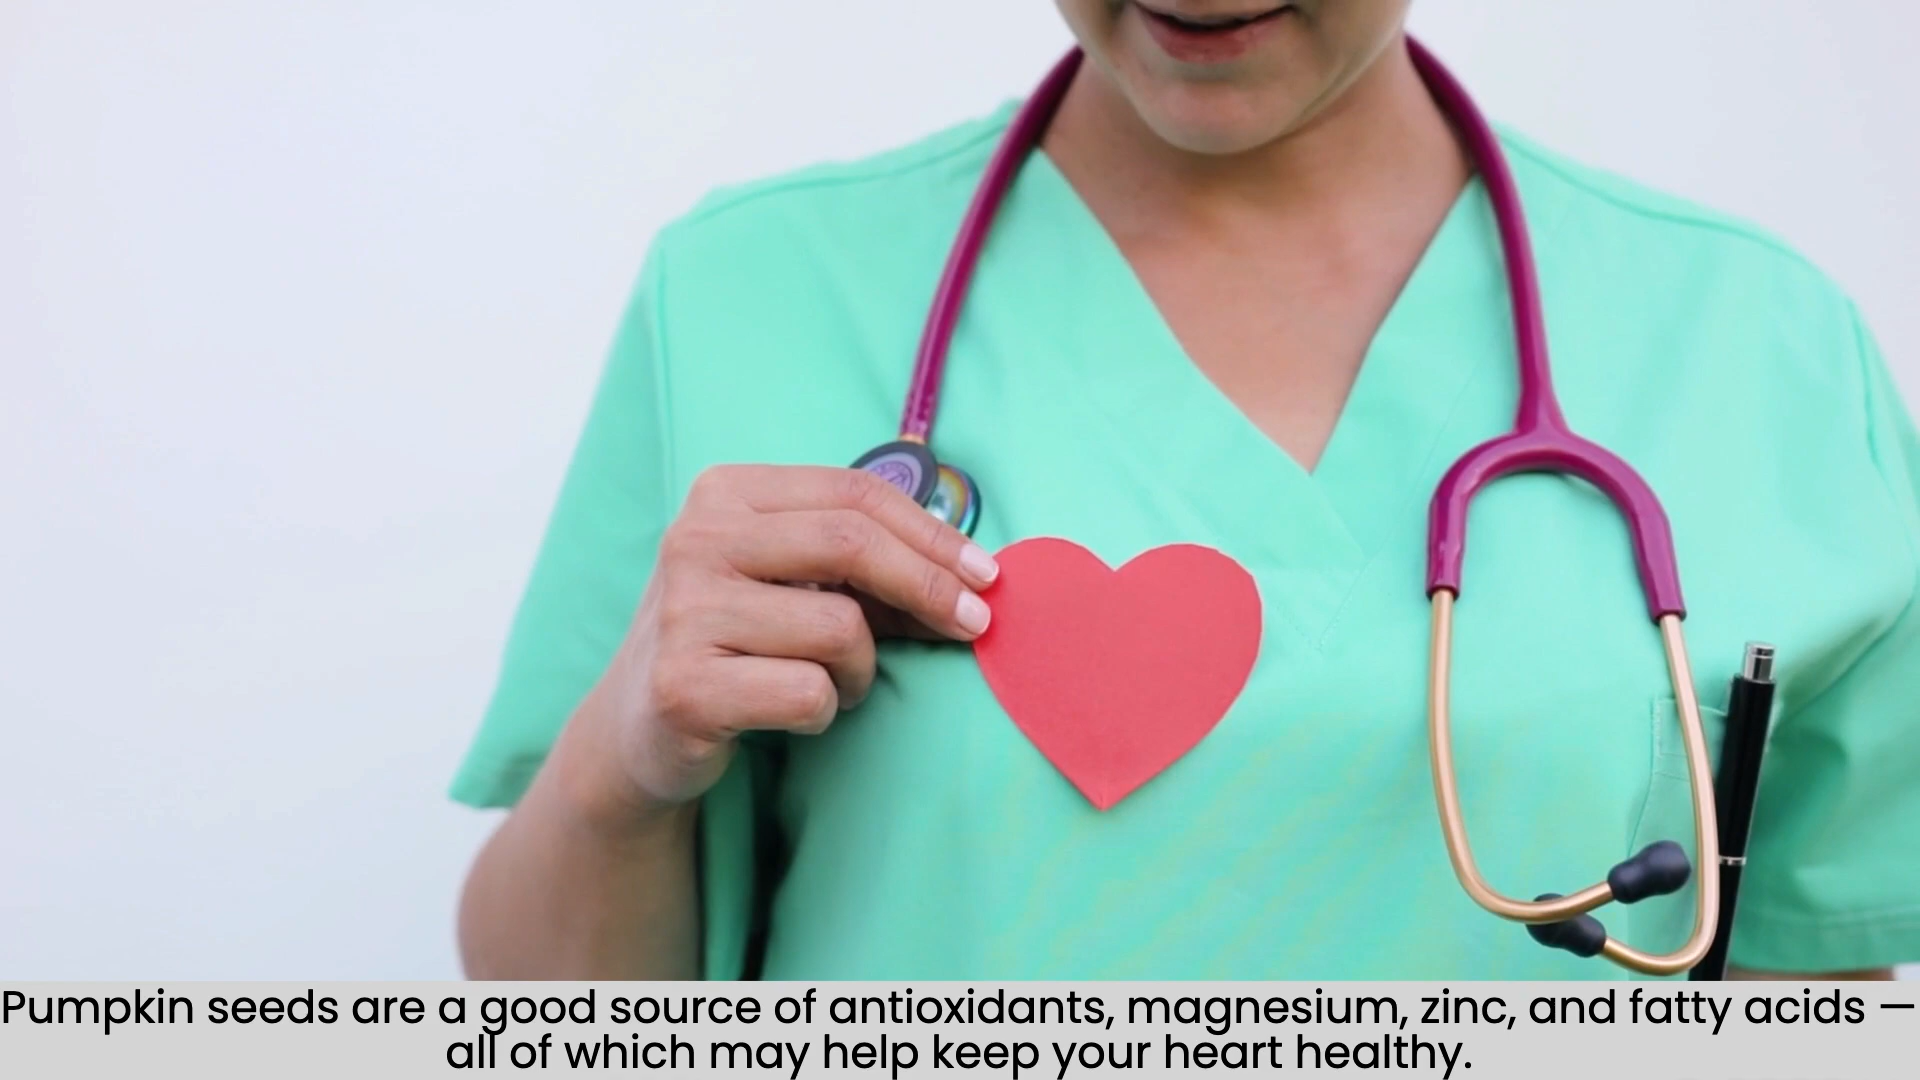 Pumpkin seeds are a good source of antioxidants, magnesium, zinc, and fatty acids —
all of which may help keep your heart healthy.